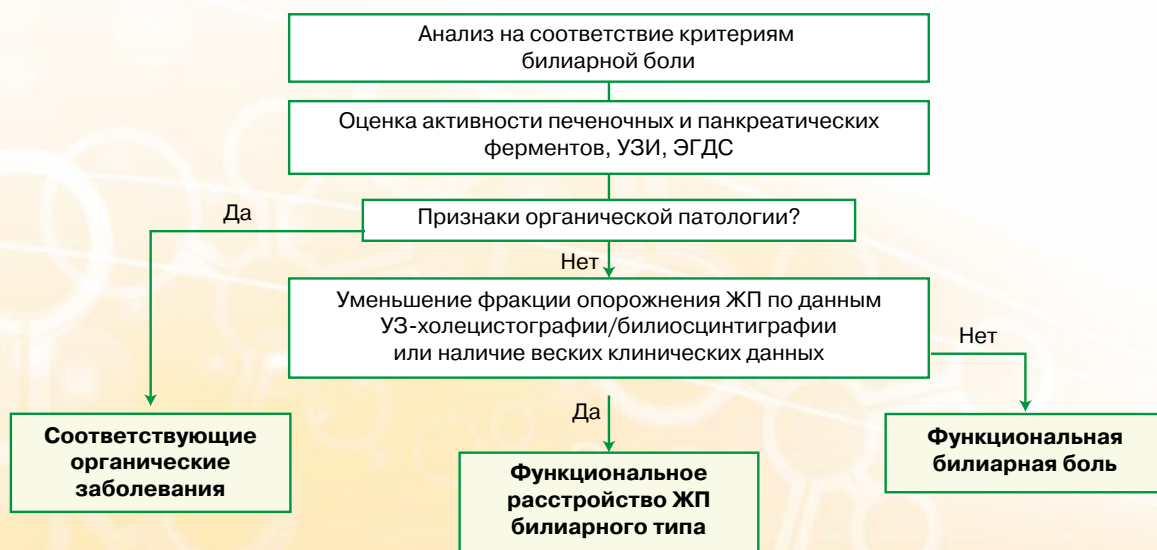 Анализ на соответствие критериям
билиарной боли
Оценка активности печеночных и панкреатических
ферментов, УЗИ, ЭГДС
Да
Признаки органической патологии?
Нет
Уменьшение фракции опорожнения ЖП по данным
УЗ-холецистографии/билиосцинтиграфии
или наличие веских клинических данных
Нет
Да
Соответствующие
органические
заболевания
Функциональное
расстройство ЖП
билиарного типа
Функциональная
билиарная боль